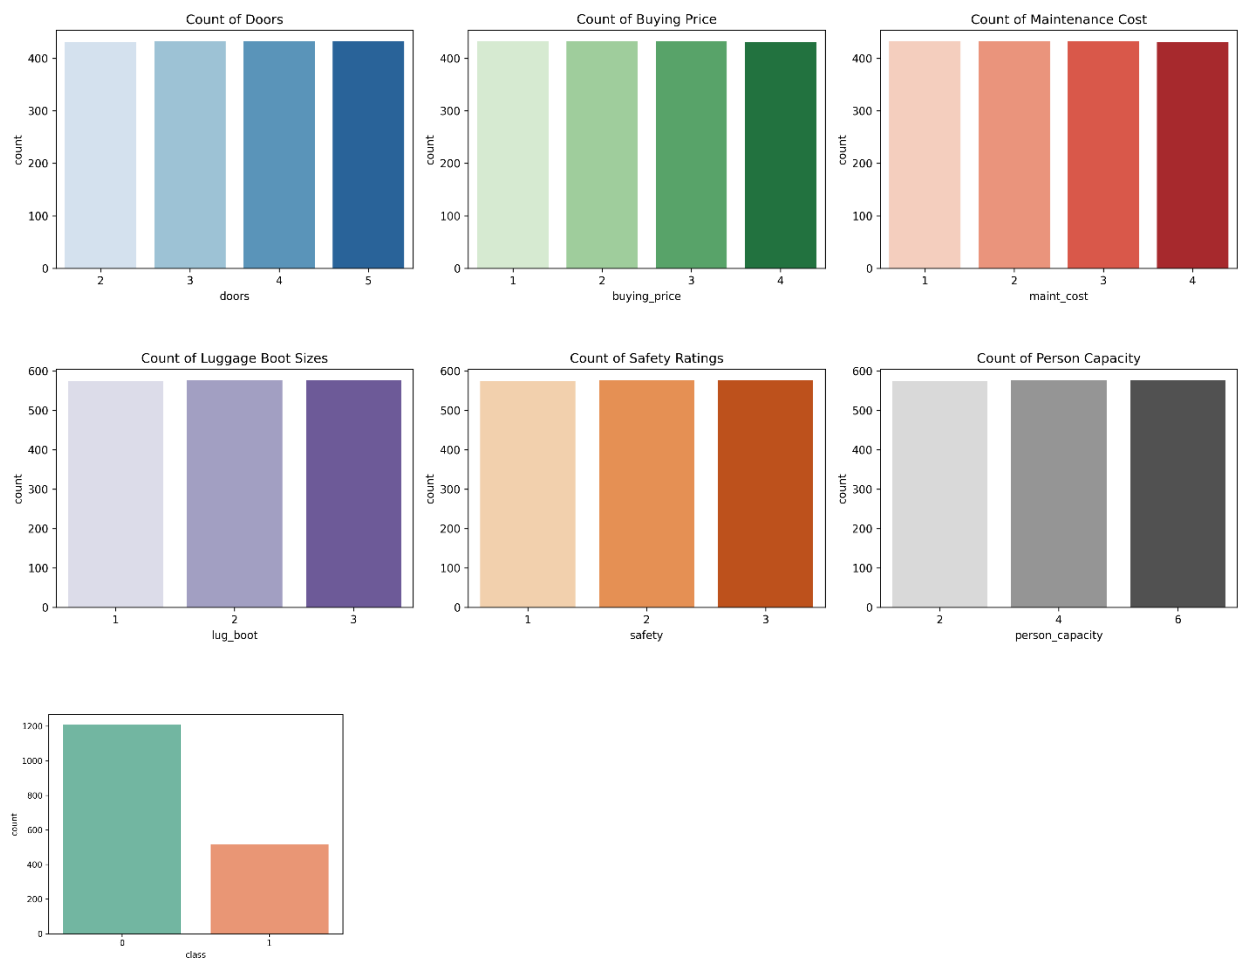 Count of Doors
400
300
200
100
0
count
2 3 4 5
doors
Count of Buying Price
400
300
200
100
0
count
1 2 3 4
buying_price
Count of Maintenance Cost
400
300
200
100
0
count
1 2 3 4
maint_cost
Count of Luggage Boot Sizes
600
500
400
300
200
100
0
count
1 2 3
lug_boot
Count of Safety Ratings
600
500
400
300
200
100
0
count
1 2 3
safety
Count of Person Capacity
600
500
400
300
200
100
0
count
2 4 6
person_capacity
1200
1000
800
600
400
200
0
count
0 1
class